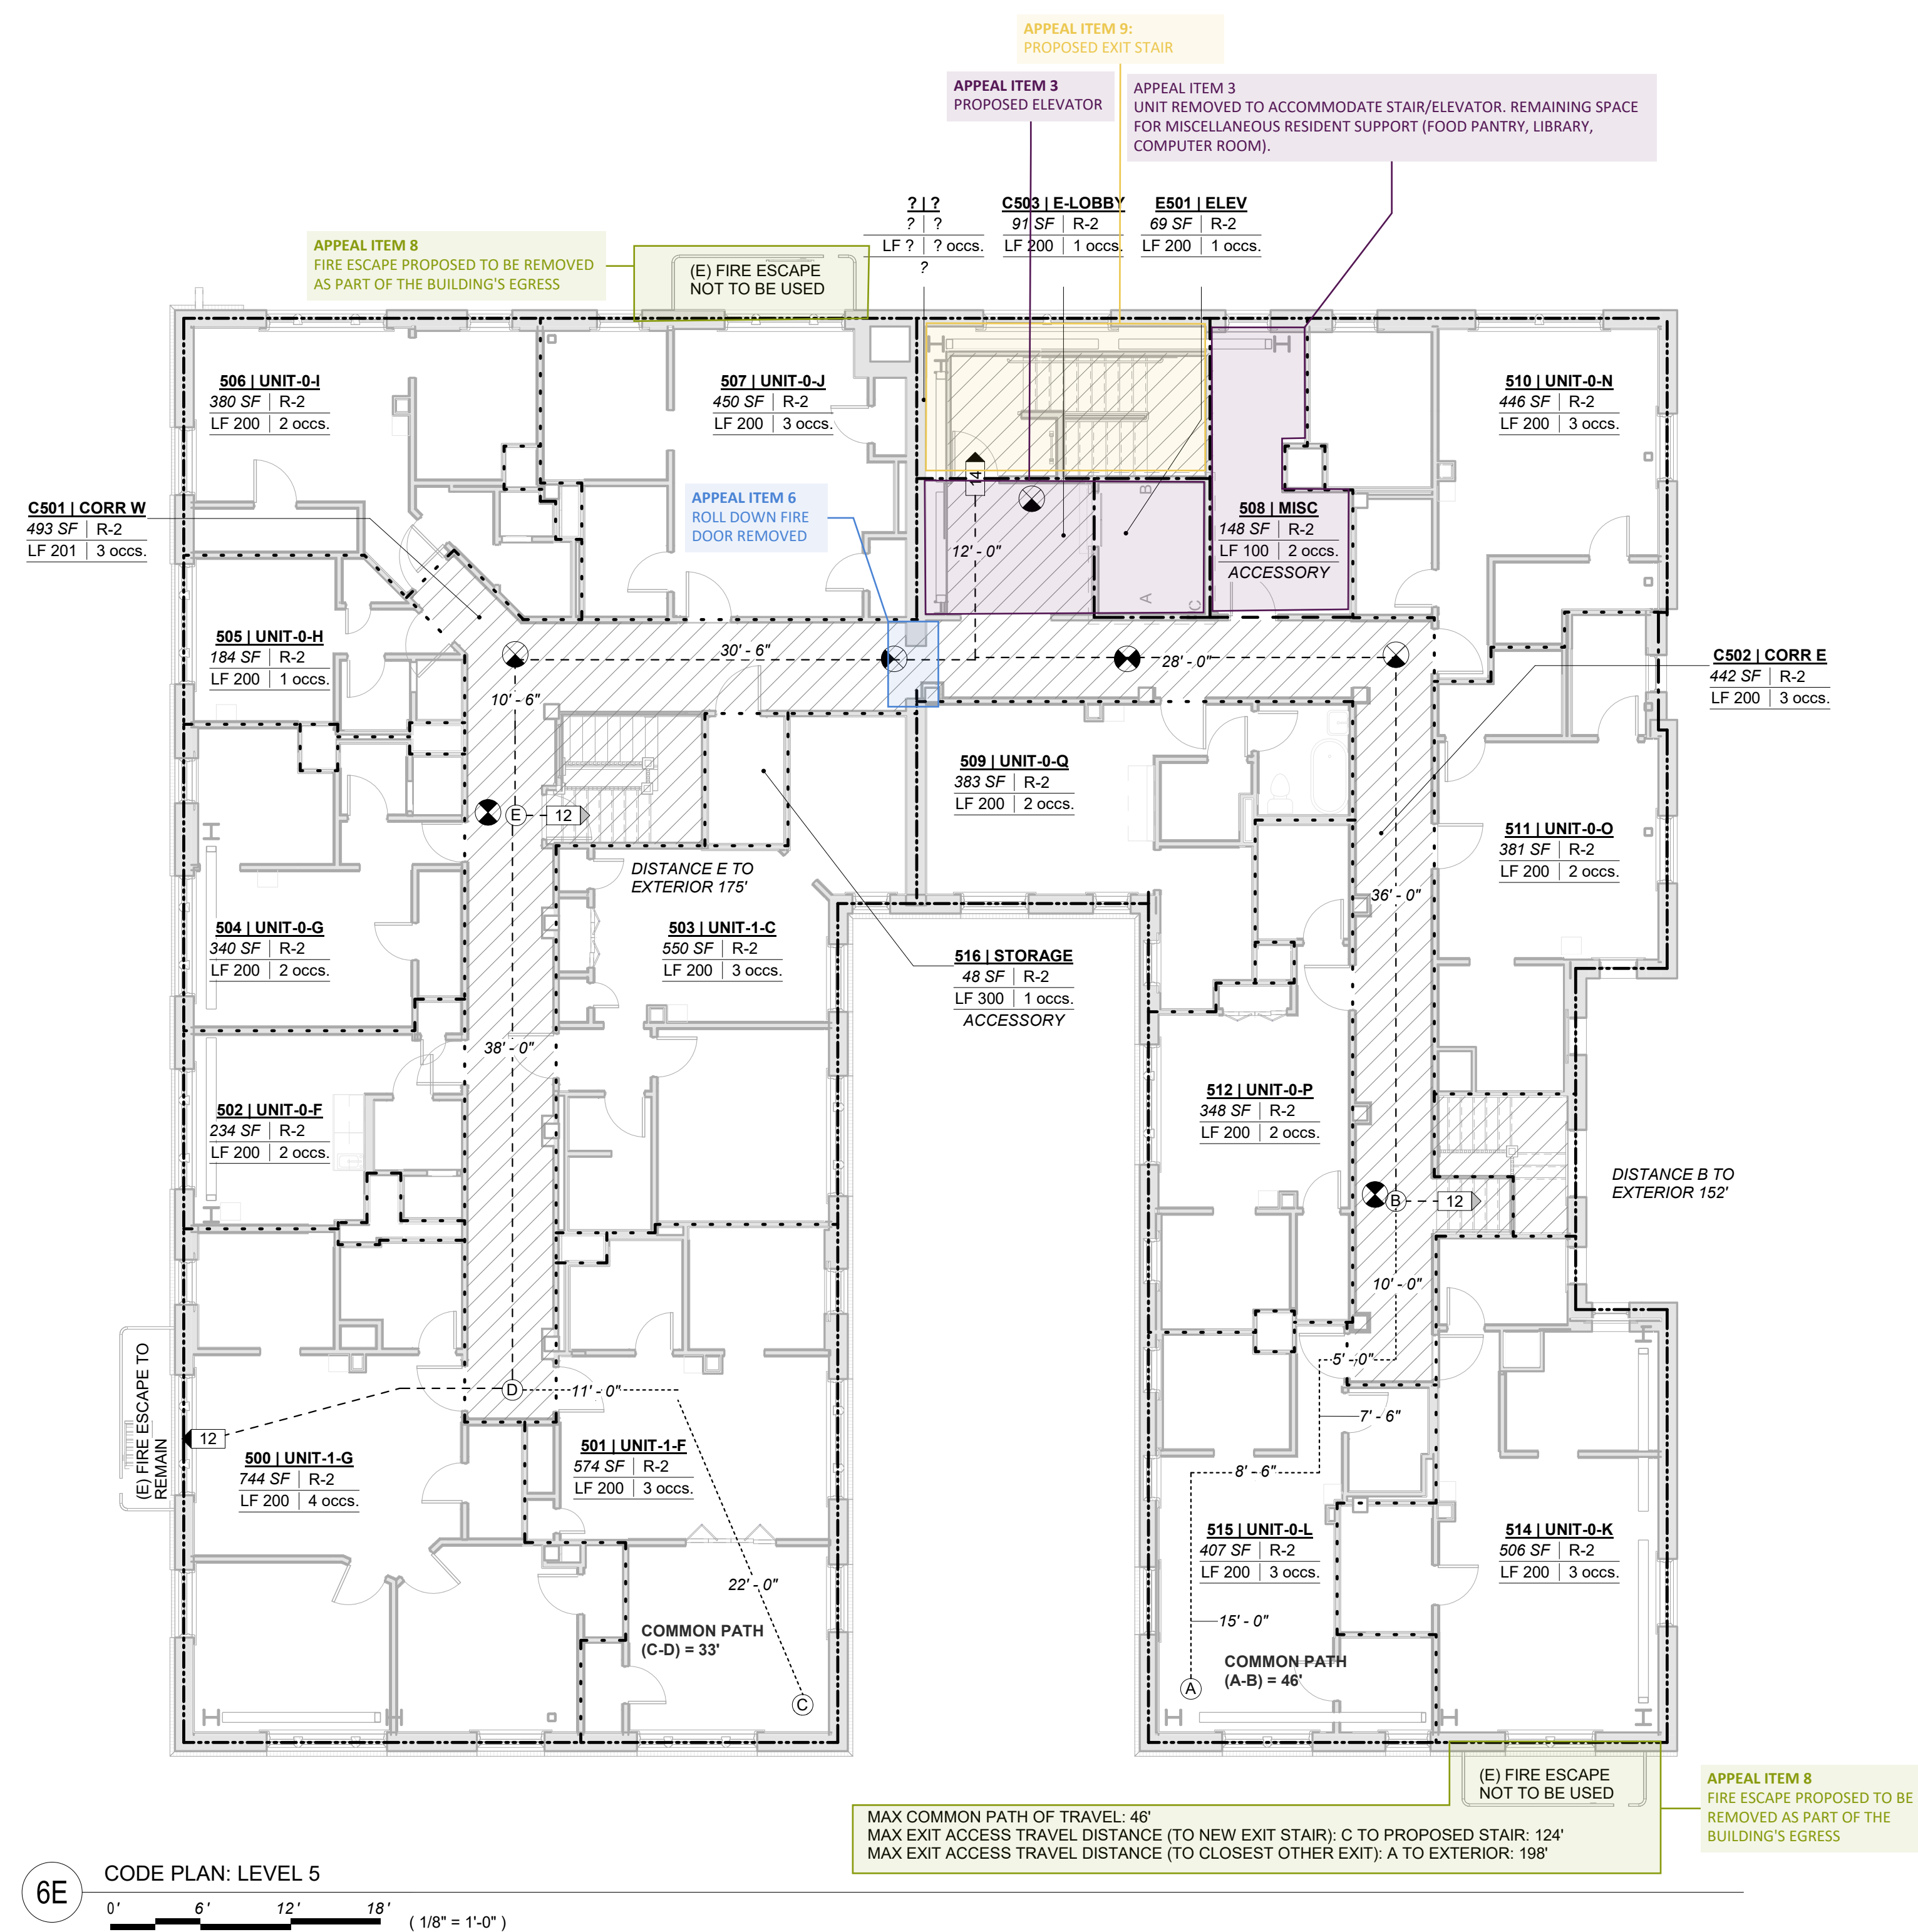 APPEAL ITEM 9:
PROPOSED EXIT STAIR
APPEAL ITEM 3
PROPOSED ELEVATOR
APPEAL ITEM 3
UNIT REMOVED TO ACCOMMODATE STAIR/ELEVATOR. REMAINING SPACE
FOR MISCELLANEOUS RESIDENT SUPPORT (FOOD PANTRY, LIBRARY,
COMPUTER ROOM).
? | ?
? | ?
LF ? | ? occs.
?
C503 | E-LOBBY
91 SF | R-2
LF 200 | 1 occs.
E501 | ELEV
69 SF | R-2
LF 200 | 1 occs.
APPEAL ITEM 8
FIRE ESCAPE PROPOSED TO BE REMOVED
AS PART OF THE BUILDING'S EGRESS
(E) FIRE ESCAPE
NOT TO BE USED
506 | UNIT-0-I
380 SF | R-2
LF 200 | 2 occs.
507 | UNIT-0-J
450 SF | R-2
LF 200 | 3 occs.
510 | UNIT-0-N
446 SF | R-2
LF 200 | 3 occs.
14
B
A
C
12' - 0"
C501 | CORR W
493 SF | R-2
LF 201 | 3 occs.
APPEAL ITEM 6
ROLL DOWN FIRE
DOOR REMOVED
508 | MISC
148 SF | R-2
LF 100 | 2 occs.
ACCESSORY
505 | UNIT-0-H
184 SF | R-2
LF 200 | 1 occs.
30' - 6"
28' - 0"
10' - 6"
C502 | CORR E
442 SF | R-2
LF 200 | 3 occs.
509 | UNIT-0-Q
383 SF | R-2
LF 200 | 2 occs.
E
12
DISTANCE E TO
EXTERIOR 175'
511 | UNIT-0-O
381 SF | R-2
LF 200 | 2 occs.
36' - 0"
504 | UNIT-0-G
340 SF | R-2
LF 200 | 2 occs.
503 | UNIT-1-C
550 SF | R-2
LF 200 | 3 occs.
516 | STORAGE
48 SF | R-2
LF 300 | 1 occs.
ACCESSORY
38' - 0"
502 | UNIT-0-F
234 SF | R-2
LF 200 | 2 occs.
512 | UNIT-0-P
348 SF | R-2
LF 200 | 2 occs.
DISTANCE B TO
EXTERIOR 152'
B
12
10' - 0"
5' - 0"
7' - 6"
8' - 6"
(E) FIRE ESCAPE TO
REMAIN
D
11' - 0"
12
500 | UNIT-1-G
744 SF | R-2
LF 200 | 4 occs.
501 | UNIT-1-F
574 SF | R-2
LF 200 | 3 occs.
515 | UNIT-0-L
407 SF | R-2
LF 200 | 3 occs.
514 | UNIT-0-K
506 SF | R-2
LF 200 | 3 occs.
22' - 0"
15' - 0"
COMMON PATH
(C-D) = 33'
C
COMMON PATH
(A-B) = 46'
A
(E) FIRE ESCAPE
NOT TO BE USED
APPEAL ITEM 8
FIRE ESCAPE PROPOSED TO BE
REMOVED AS PART OF THE
BUILDING'S EGRESS
MAX COMMON PATH OF TRAVEL: 46'
MAX EXIT ACCESS TRAVEL DISTANCE (TO NEW EXIT STAIR): C TO PROPOSED STAIR: 124'
MAX EXIT ACCESS TRAVEL DISTANCE (TO CLOSEST OTHER EXIT): A TO EXTERIOR: 198'
6E
CODE PLAN: LEVEL 5
0' 6' 12' 18'
( 1/8" = 1'-0" )